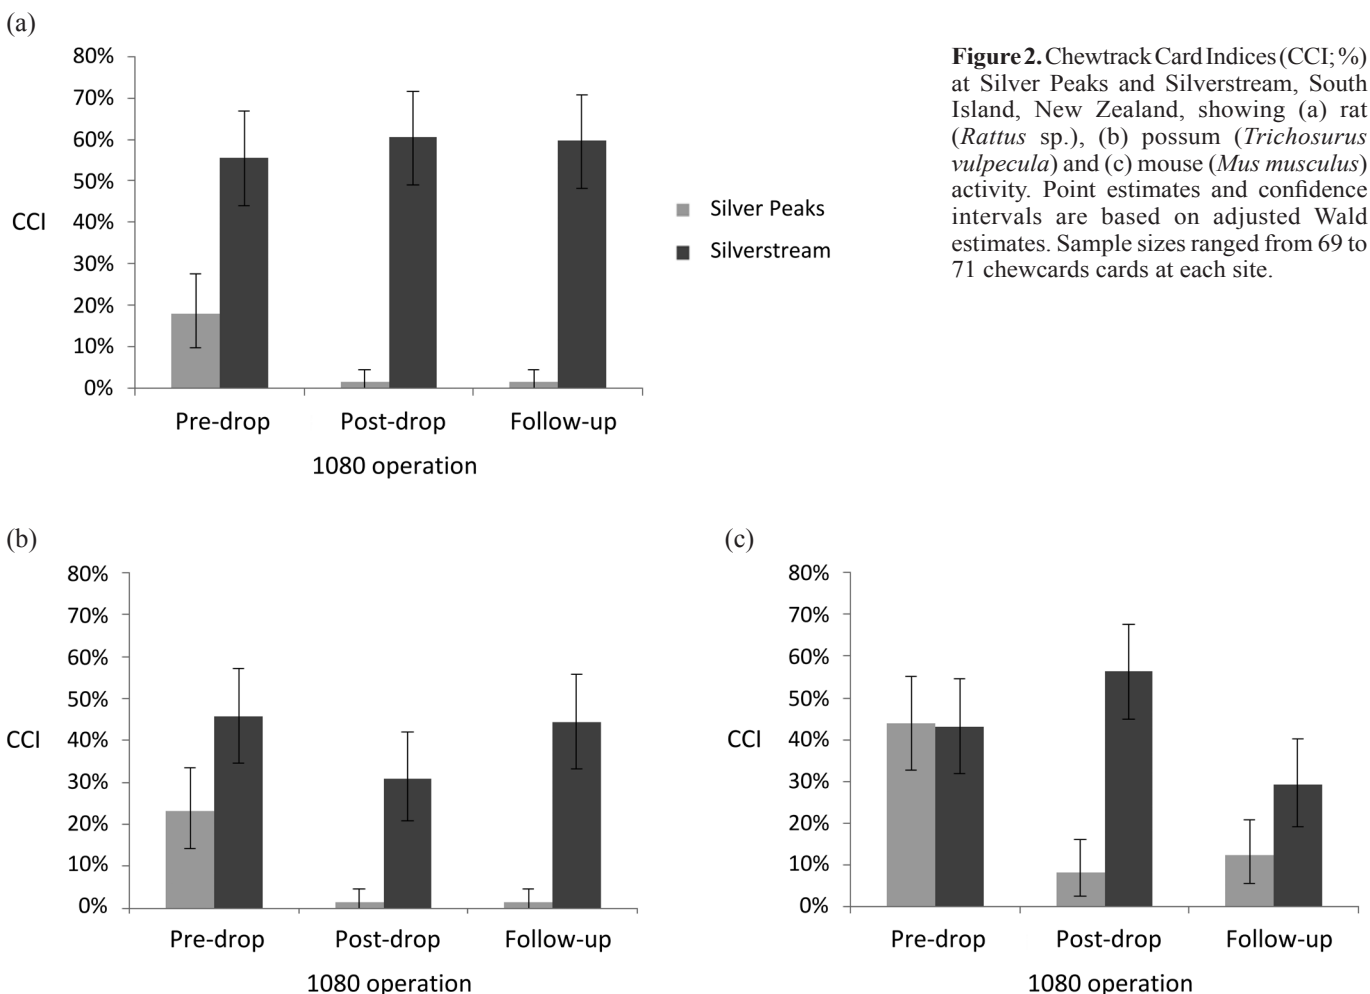 (a)
80%
70%
60%
50%
CCI 40%
30%
20%
10%
0%
Pre-drop Post-drop Follow-up
1080 operation
Silver Peaks
Silverstream
Figure 2. Chewtrack Card Indices (CCI; %)
at Silver Peaks and Silverstream, South
Island, New Zealand, showing (a) rat
(Rattus sp.), (b) possum (Trichosurus
vulpecula) and (c) mouse (Mus musculus)
activity. Point estimates and confidence
intervals are based on adjusted Wald
estimates. Sample sizes ranged from 69 to
71 chewcards cards at each site.
(b)
80%
70%
60%
50%
CCI 40%
30%
20%
10%
0%
Pre-drop Post-drop Follow-up
1080 operation
(c)
80%
70%
60%
50%
CCI 40%
30%
20%
10%
0%
Pre-drop Post-drop Follow-up
1080 operation